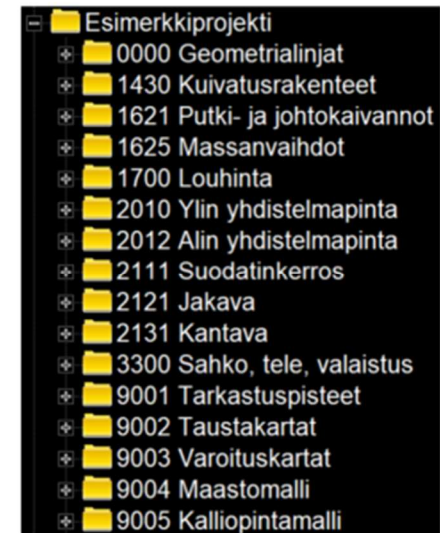 Esimerkkiprojekti
0000 Geometrialinjat
1430 Kuivatusrakenteet
1621 Putki- ja johtokaivannot
1625 Massanvaihdot
1700 Louhinta
2010 Ylin yhdistelmapinta
2012 Alin yhdistelmapinta
2111 Suodatinkerros
2121 Jakava
2131 Kantava
3300 Sahko, tele, valaistus
9001 Tarkastuspisteet
9002 Taustakartat
9003 Varoituskartat
9004 Maastomalli
9005 Kalliopintamalli